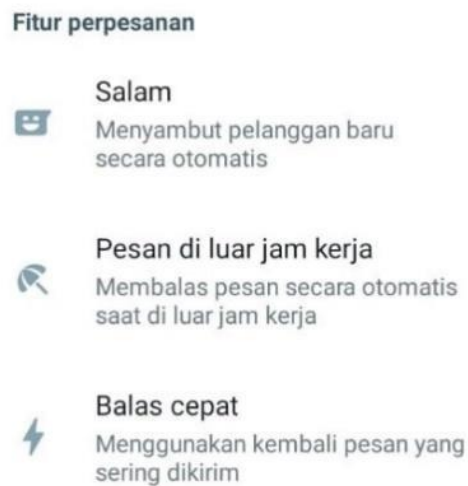 Fitur perpesanan
Salam
Menyambut pelanggan baru
secara otomatis
Pesan di luar jam kerja
Membalas pesan secara otomatis
saat di luar jam kerja
Balas cepat
Menggunakan kembali pesan yang
sering dikirim